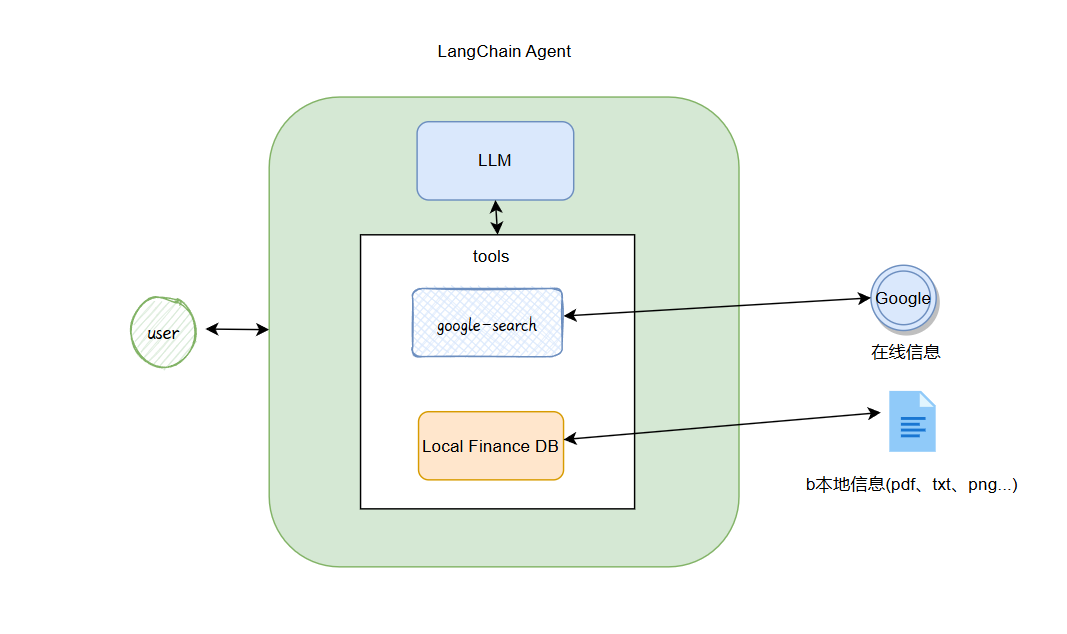 LangChain Agent
LLM
tools
google-search
user
Google
在线信息
Local Finance DB
b本地信息(pdf、txt、png...)